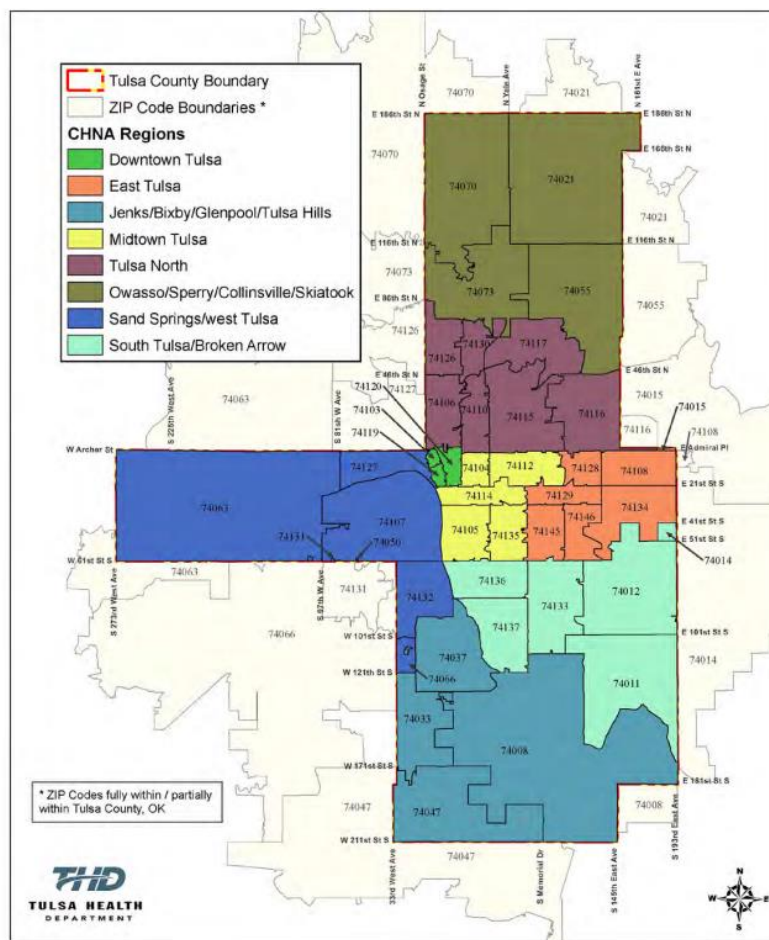 Tulsa County Boundary
ZIP Code Boundaries *
CHNA Regions
Downtown Tulsa
East Tulsa
Jenks/Bixby/Glenpool/Tulsa Hills
Midtown Tulsa
Tulsa North
Owasso/Sperry/Collinsville/Skiatook
Sand Springs/west Tulsa
South Tulsa/Broken Arrow
N Osage St
74070
N Yale Ave
74021
N 161st E Ave
E 186th St N
E 186th St N
E 166th St N
74070
74070
74021
74021
E 116th St N
E 116th St N
74073
74073
74055
74055
E 86th St N
74126
74126
74130
74117
E 46th St N
E 46th St N
74127
74120
74063
74103
74106
74110
74115
74116
74015
74015
74116
74108
74119
S 225th West Ave
S 81st W Ave
W Archer St
E Admiral Pl
74127
74104
74112
74128
74108
E 21st St S
74063
74114
74129
74134
74107
74105
74135
74145
74146
E 41st St S
E 51st St S
74131
74050
74014
W 61st St S
74063
74131
74132
74136
74133
74012
S 273rd West Ave
S 97th W Ave
74066
W 101st St S
E 101st St S
74037
74137
74014
W 121st St S
74066
74011
74033
74008
W 171st St S
E 181st St S
* ZIP Codes fully within / partially
within Tulsa County, OK
74047
74047
74008
W 211st St S
74047
33rd West Ave
S Memorial Dr
S 145th East Ave
S 193rd East Ave
THD
TULSA HEALTH
DEPARTMENT
N
W
E
S